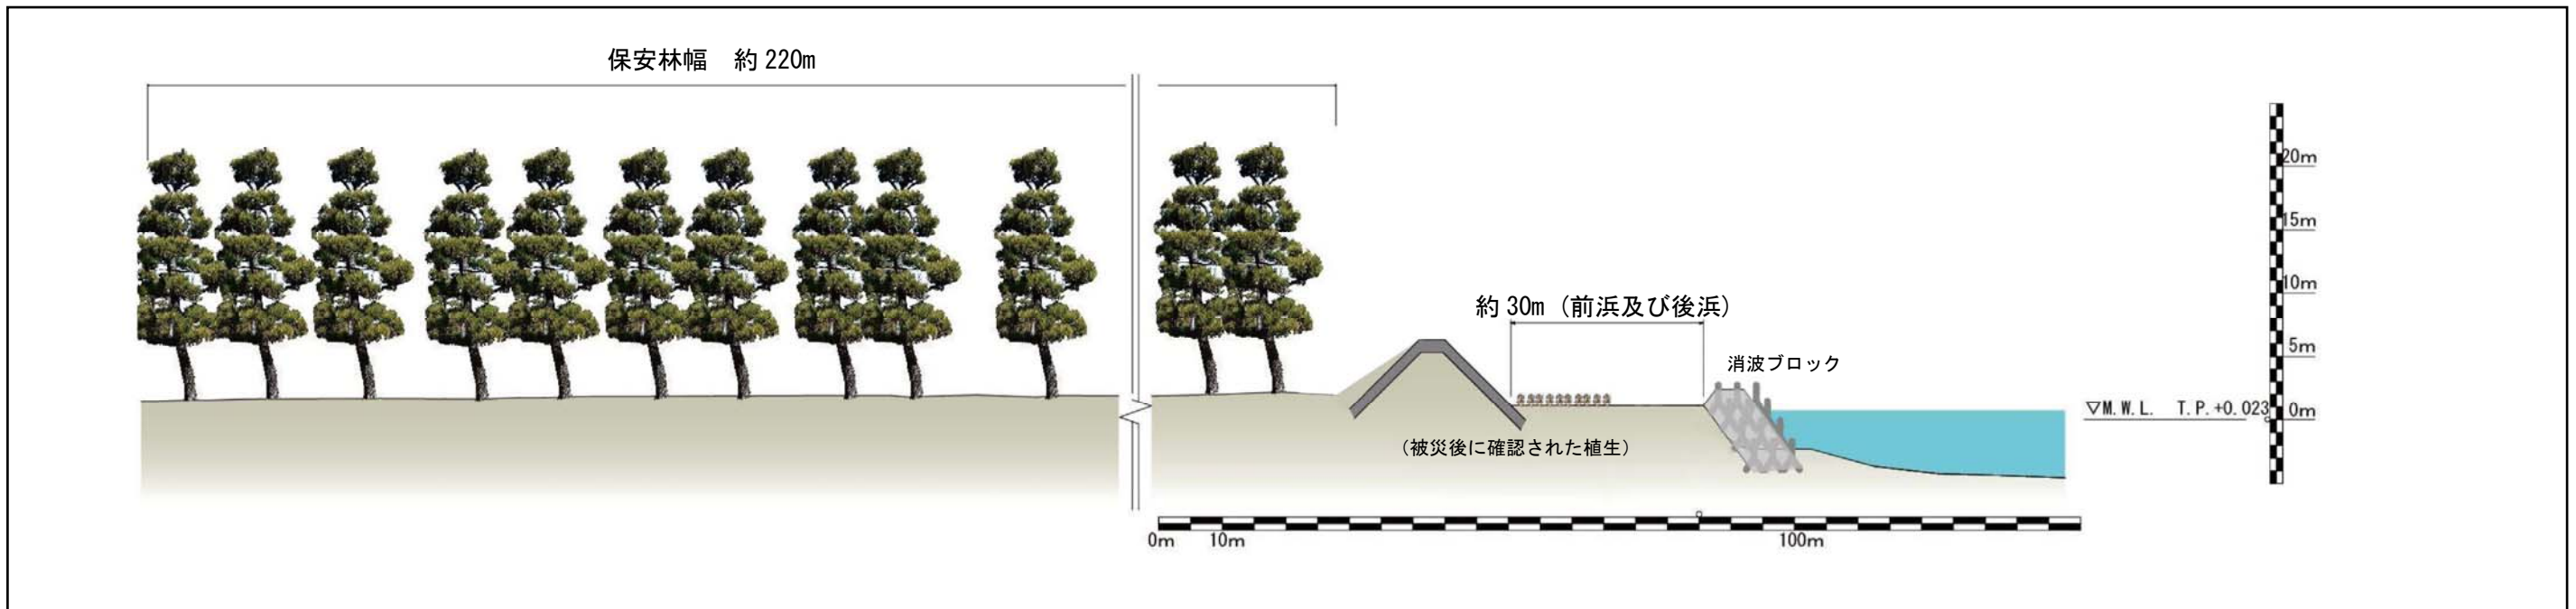 保安林幅　約 220m
20m
15m
10m
約 30m（前浜及び後浜）
5m
消波ブロック
▽M.W.L.　T.P.+0.023
0m
（被災後に確認された植生）
0m
10m
100m